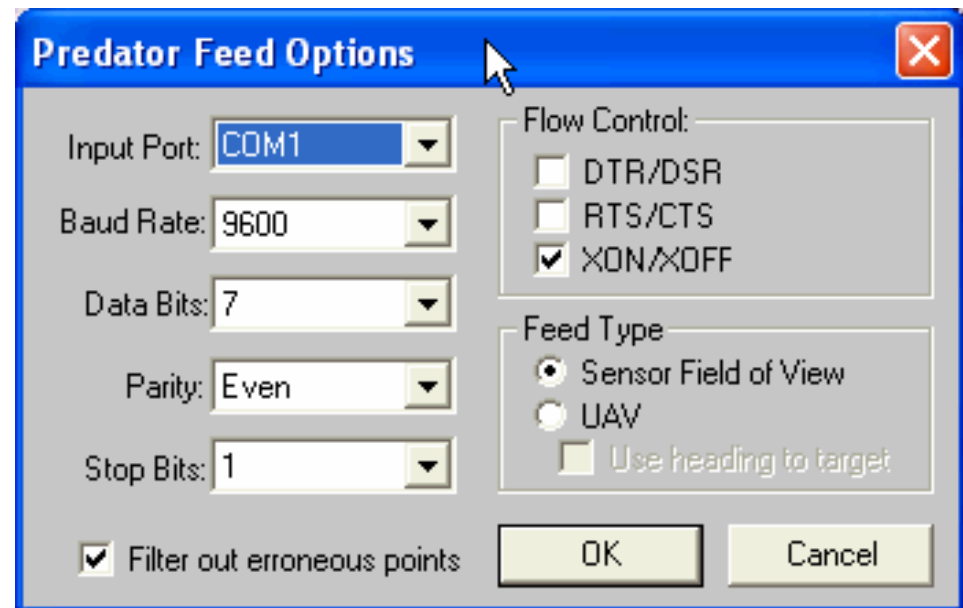 Predator Feed Options
Input Port: COM1
Baud Rate: 9600
Data Bits: 7
Parity: Even
Stop Bits: 1
Filter out erroneous points
Flow Control:
DTR/DSR
RTS/CTS
XON/XOFF
Feed Type
Sensor Field of View
UAV
Use heading to target
OK
Cancel